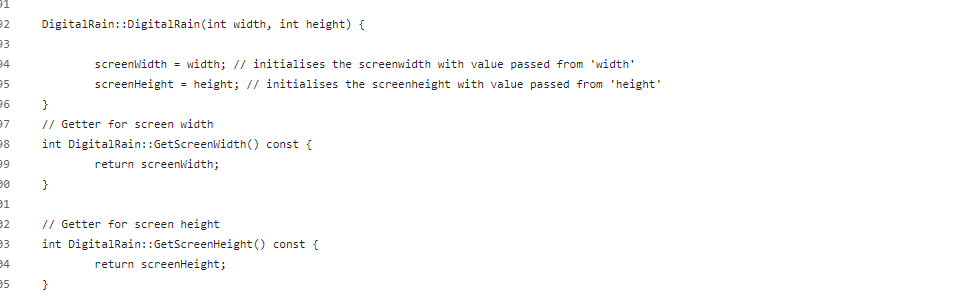 91
92 DigitalRain::DigitalRain(int width, int height) {
93
94 screenWidth = width; // initialises the screenwidth with value passed from 'width'
95 screenHeight = height; // initialises the screenheight with value passed from 'height'
96 }
97 // Getter for screen width
98 int DigitalRain::GetScreenWidth() const {
99 return screenWidth;
00 }
01
02 // Getter for screen height
03 int DigitalRain::GetScreenHeight() const {
04 return screenHeight;
05 }